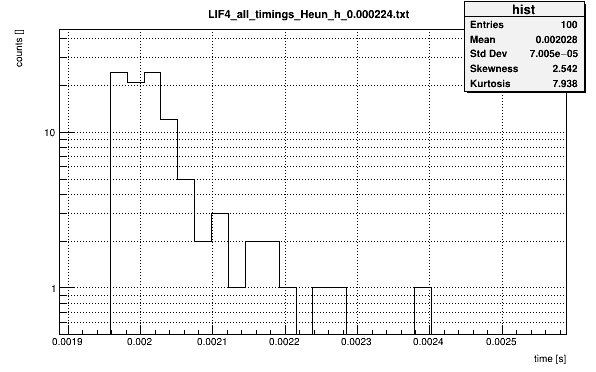 LIF4_all_timings_Heun_h_0.000224.txt
hist
Entries 100
Mean 0.002028
Std Dev 7.005e−05
Skewness 2.542
Kurtosis 7.938
counts []
10
1
0.0019 0.002 0.0021 0.0022 0.0023 0.0024 0.0025
time [s]